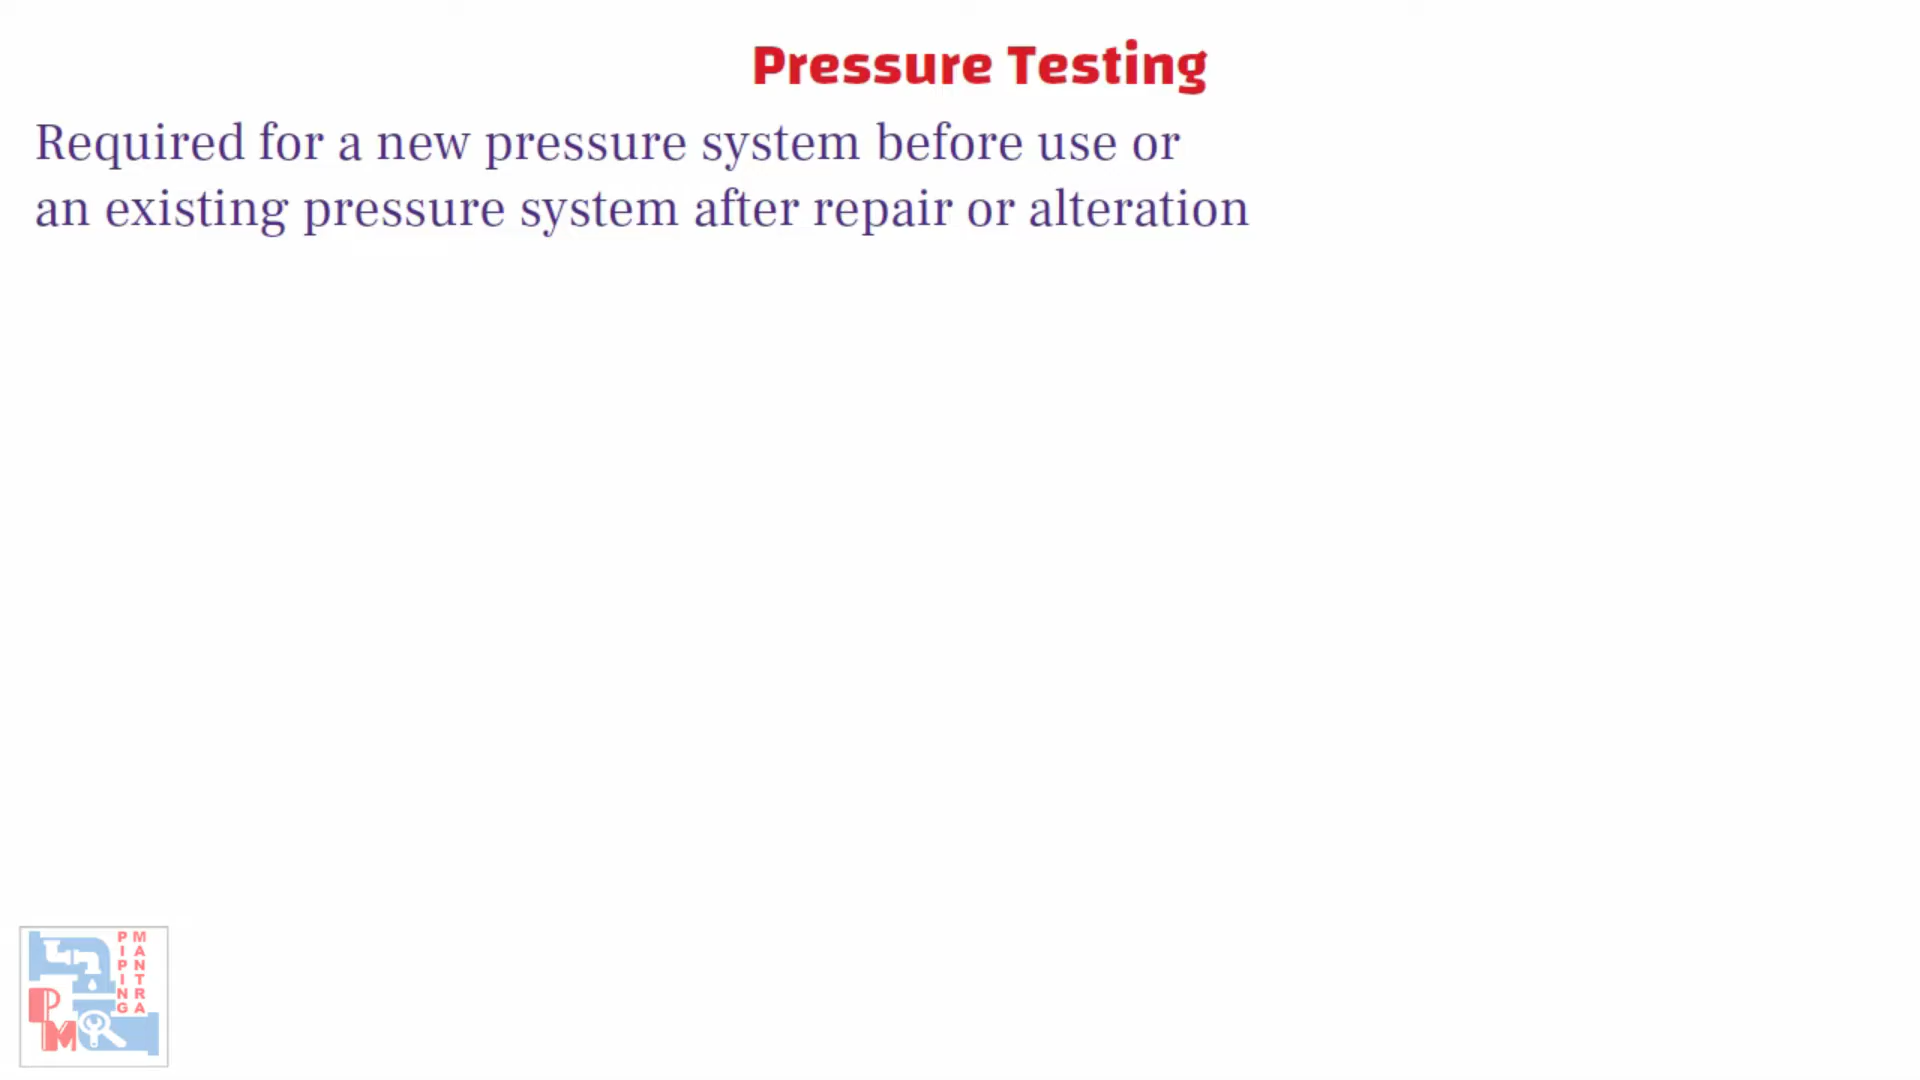 Pressure Testing
Required for a new pressure system before use or
an existing pressure system after repair or alteration
PIPING
MANTRA
PM